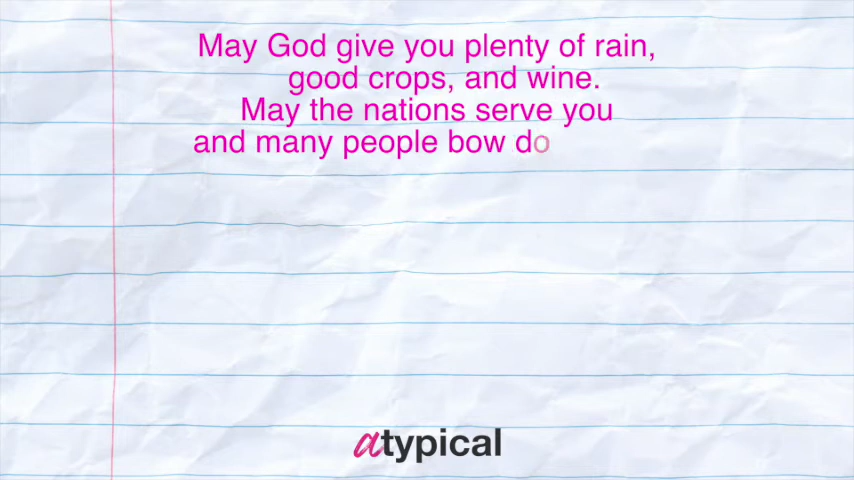 May God give you plenty of rain,
good crops, and wine.
May the nations serve you
and many people bow do
atypical